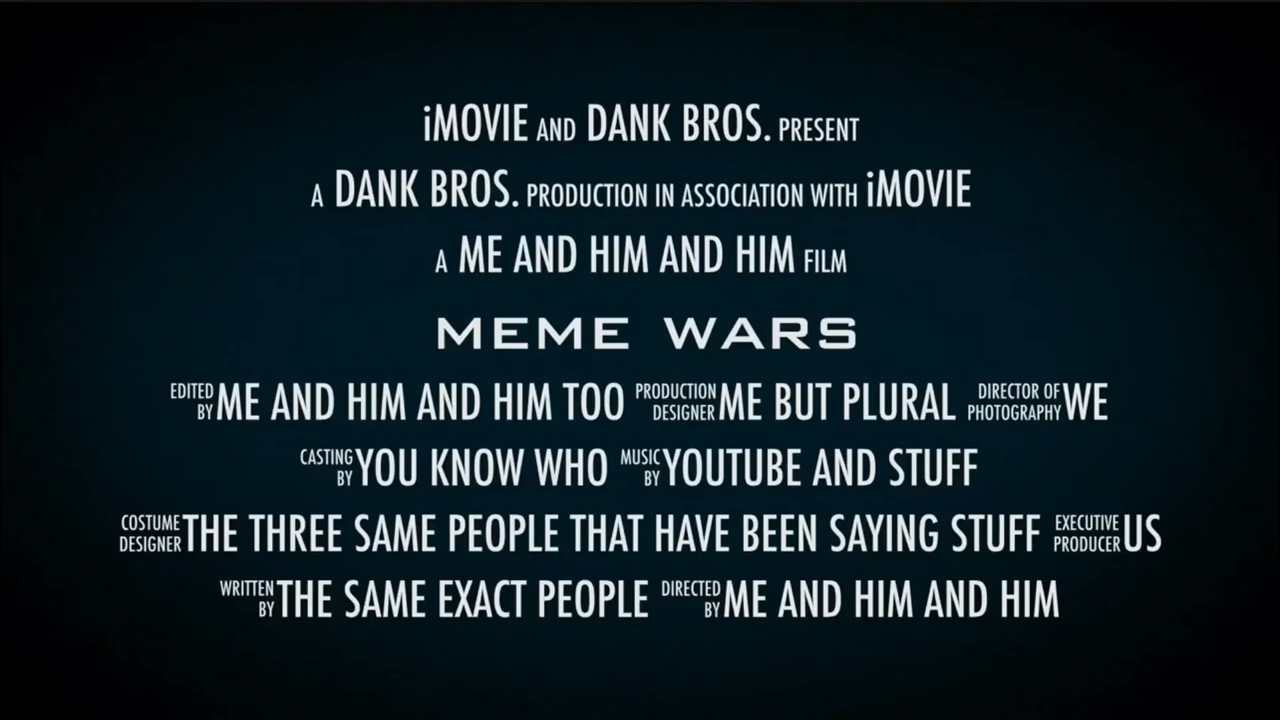 iMOVIE AND DANK BROS. PRESENT
A DANK BROS. PRODUCTION IN ASSOCIATION WITH iMOVIE
A ME AND HIM AND HIM FILM
MEME WARS
EDITED BY ME AND HIM AND HIM TOO PRODUCTION DESIGNER ME BUT PLURAL DIRECTOR OF PHOTOGRAPHY WE
CASTING BY YOU KNOW WHO MUSIC BY YOUTUBE AND STUFF
COSTUME DESIGNER THE THREE SAME PEOPLE THAT HAVE BEEN SAYING STUFF EXECUTIVE PRODUCER US
WRITTEN BY THE SAME EXACT PEOPLE DIRECTED BY ME AND HIM AND HIM